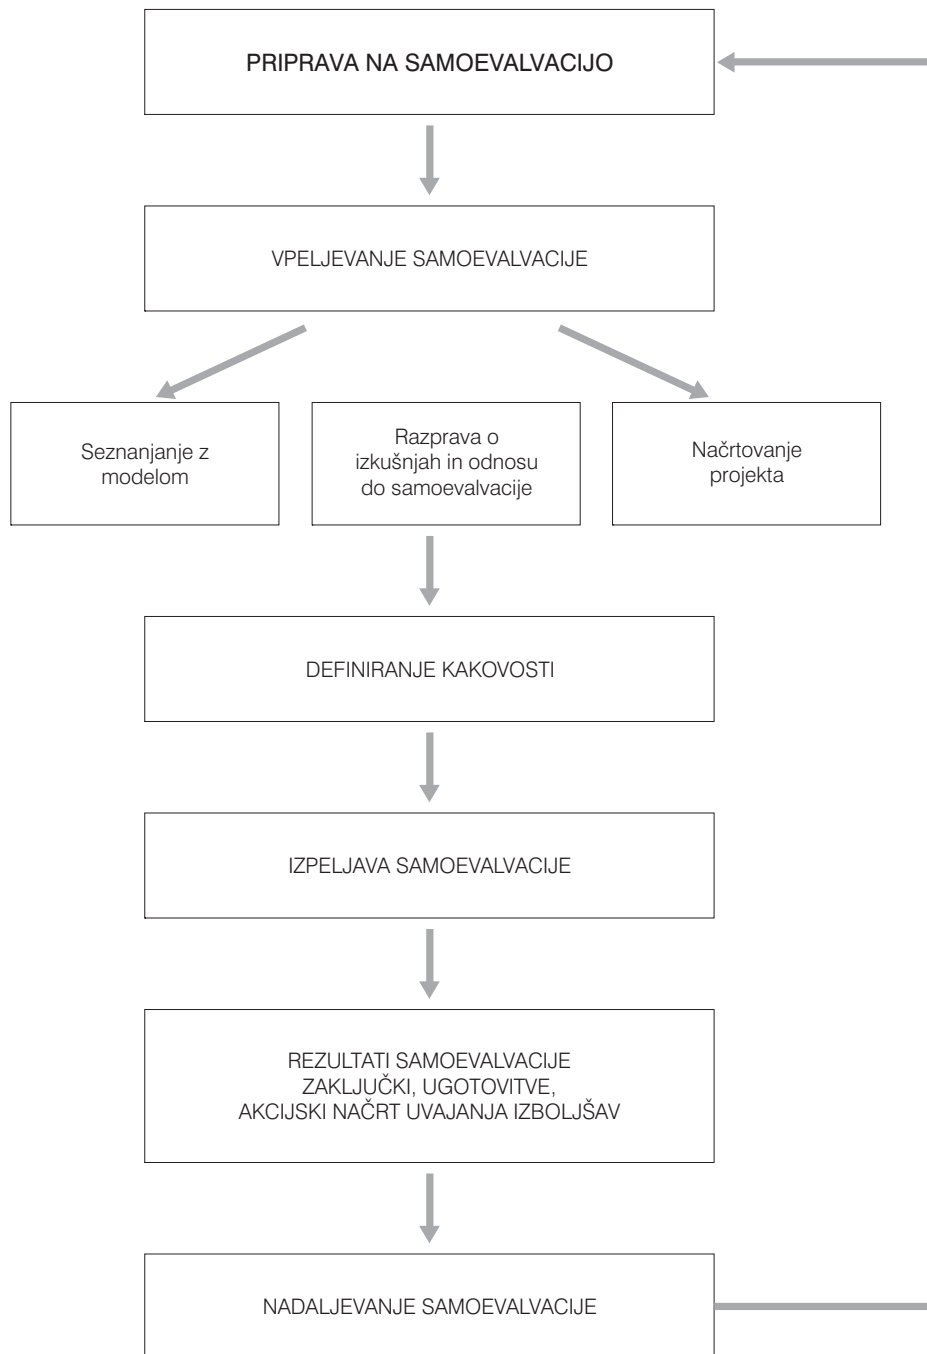 PRIPRAVA NA SAMOEVALVACIJO
VPELJEVANJE SAMOEVALVACIJE
Seznanjanje z
modelom
Razprava o
izkušnjah in odnosu
do samoevalvacije
Načrtovanje
projekta
DEFINIRANJE KAKOVOSTI
IZPELJAVA SAMOEVALVACIJE
REZULTATI SAMOEVALVACIJE
ZAKLJUČKI, UGOTOVITVE,
AKCIJSKI NAČRT UVAJANJA IZBOLJŠAV
NADALJEVANJE SAMOEVALVACIJE